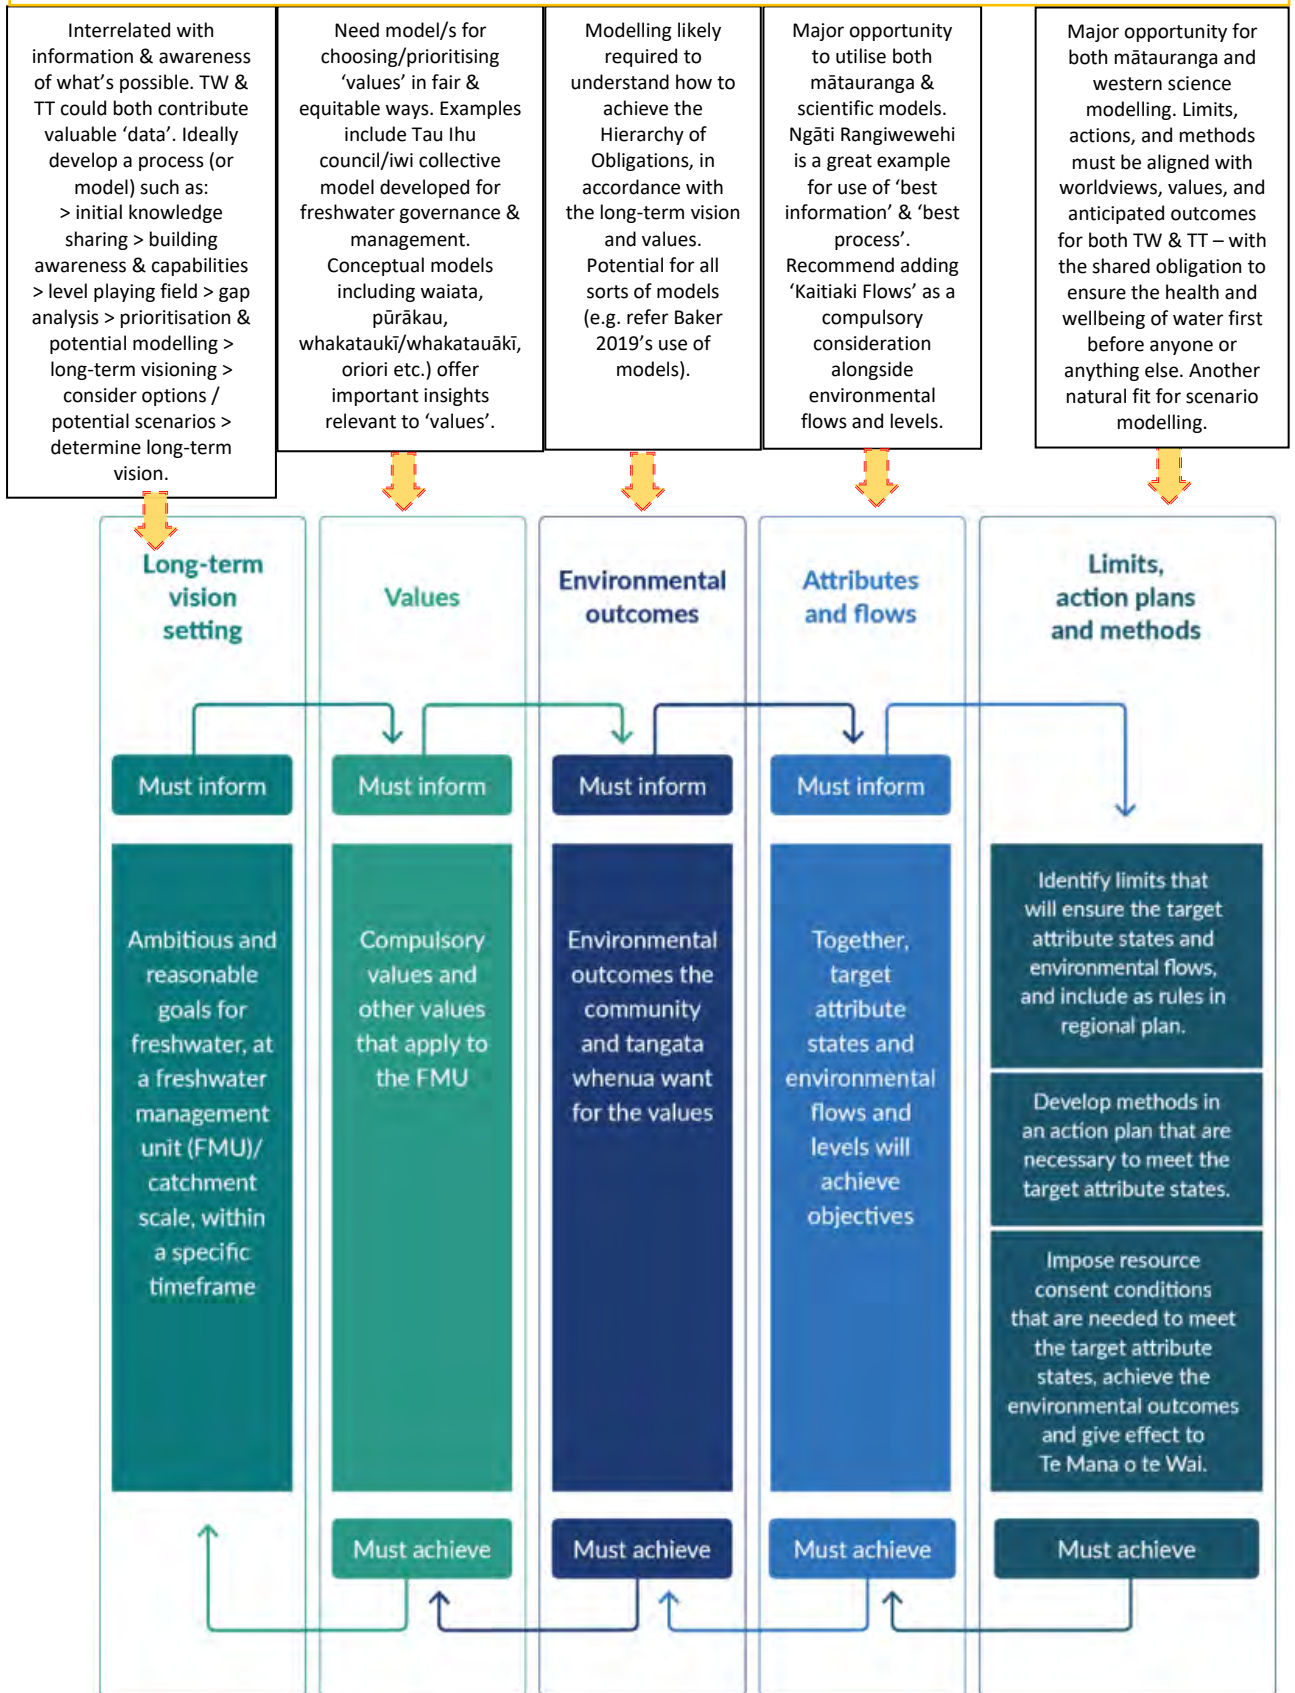 Interrelated with
information & awareness
of what's possible. TW &
TT could both contribute
valuable 'data'. Ideally
develop a process (or
model) such as:
> initial knowledge
sharing > building
awareness & capabilities
> level playing field > gap
analysis > prioritisation &
potential modelling >
long-term visioning >
consider options /
potential scenarios >
determine long-term
vision.
Need model/s for
choosing/prioritising
'values' in fair &
equitable ways. Examples
include Tau Ihu
council/iwi collective
model developed for
freshwater governance &
management.
Conceptual models
including waiata,
pūrākau,
whakataukī/whakatauākī,
oriori etc.) offer
important insights
relevant to 'values'.
Modelling likely
required to
understand how to
achieve the
Hierarchy of
Obligations, in
accordance with
the long-term vision
and values.
Potential for all
sorts of models
(e.g. refer Baker
2019's use of
models).
Major opportunity
to utilise both
mātauranga &
scientific models.
Ngāti Rangiwewehi
is a great example
for use of 'best
information' & 'best
process'.
Recommend adding
'Kaitiaki Flows' as a
compulsory
consideration
alongside
environmental
flows and levels.
Major opportunity for
both mātauranga and
western science
modelling. Limits,
actions, and methods
must be aligned with
worldviews, values, and
anticipated outcomes
for both TW & TT – with
the shared obligation to
ensure the health and
wellbeing of water first
before anyone or
anything else. Another
natural fit for scenario
modelling.
Long-term
vision
setting
Values
Environmental
outcomes
Attributes
and flows
Limits,
action plans
and methods
Must inform
Must inform
Must inform
Must inform
Ambitious and
reasonable
goals for
freshwater, at
a freshwater
management
unit (FMU)/
catchment
scale, within
a specific
timeframe
Compulsory
values and
other values
that apply to
the FMU
Environmental
outcomes the
community
and tangata
whenua want
for the values
Together,
target
attribute
states and
environmental
flows and
levels will
achieve
objectives
Identify limits that
will ensure the target
attribute states and
environmental flows,
and include as rules in
regional plan.
Develop methods in
an action plan that are
necessary to meet the
target attribute states.
Impose resource
consent conditions
that are needed to meet
the target attribute
states, achieve the
environmental outcomes
and give effect to
Te Mana o te Wai.
Must achieve
Must achieve
Must achieve
Must achieve